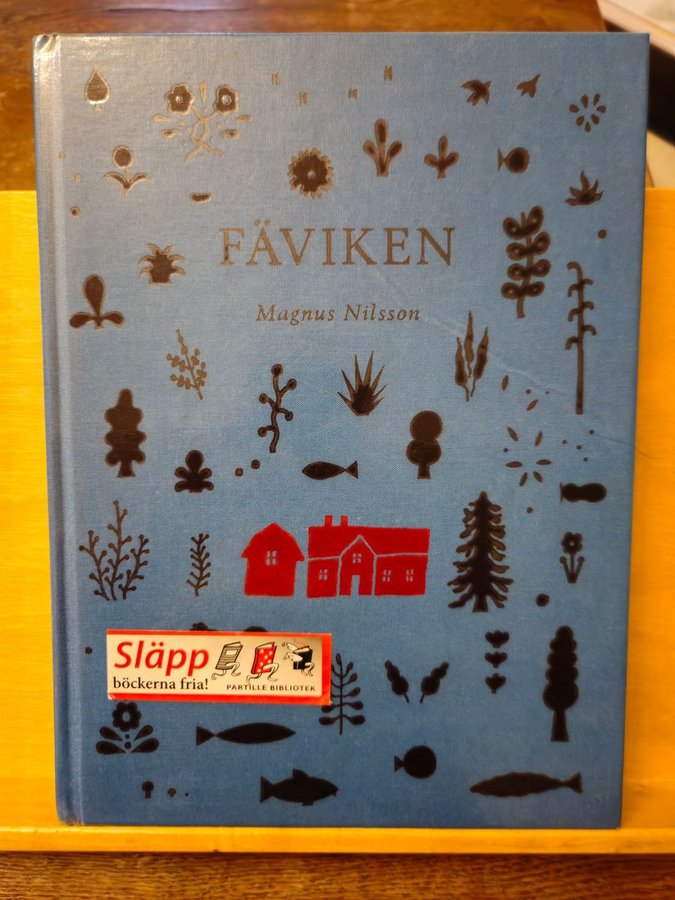 FÄVIKEN
Magnus Nilsson
Släpp
böckerna fria!
PARTILLE BIBLIOTEK